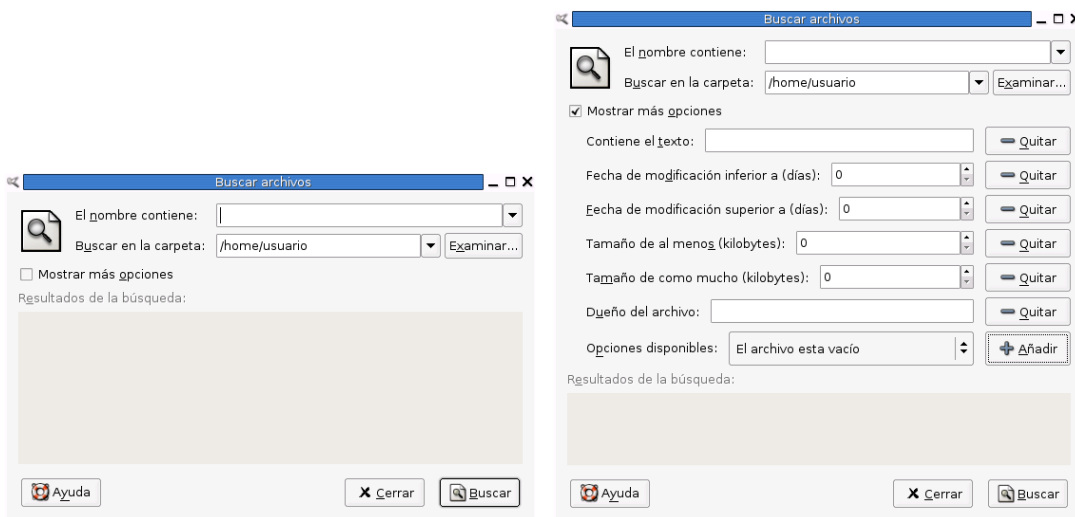 Buscar archivos
El nombre contiene:
Buscar en la carpeta: /home/usuario Examinar...
Mostrar más opciones
Resultados de la búsqueda:
Ayuda Cerrar Buscar
Buscar archivos
El nombre contiene:
Buscar en la carpeta: /home/usuario Examinar...
Mostrar más opciones
Contiene el texto: Quitar
Fecha de modificación inferior a (días): 0 Quitar
Fecha de modificación superior a (días): 0 Quitar
Tamaño de al menos (kilobytes): 0 Quitar
Tamaño de como mucho (kilobytes): 0 Quitar
Dueño del archivo: Quitar
Opciones disponibles: El archivo esta vacío Añadir
Resultados de la búsqueda:
Ayuda Cerrar Buscar